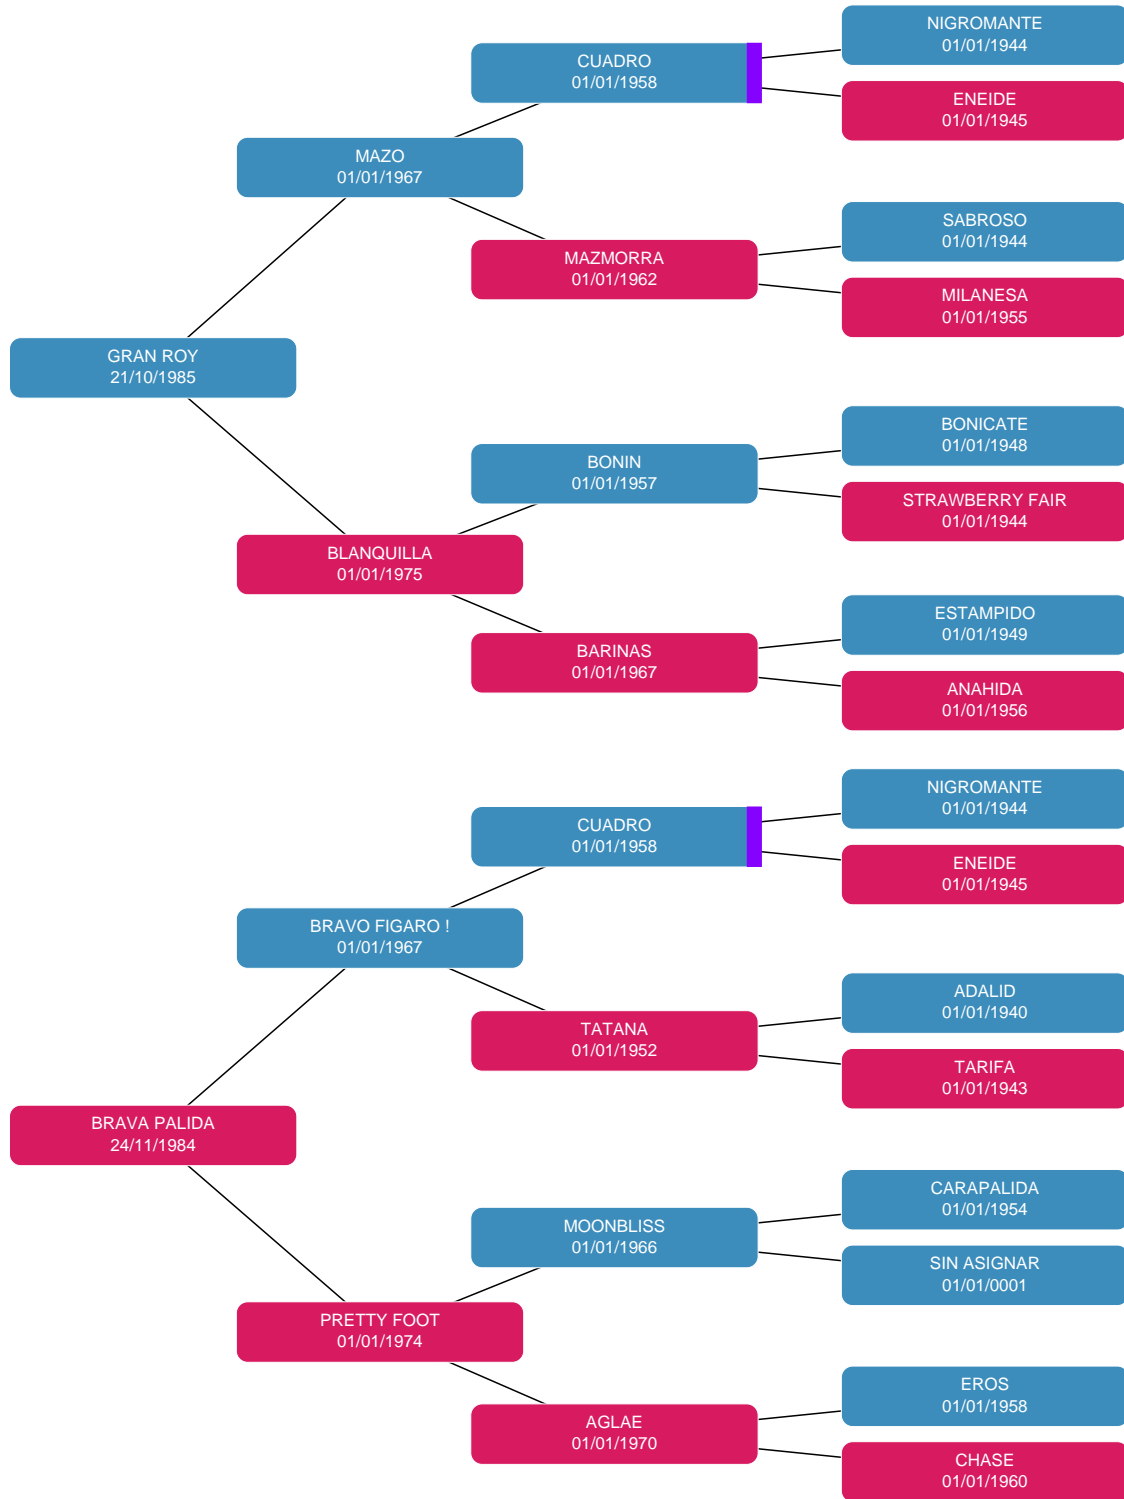 NIGROMANTE
01/01/1944
CUADRO
01/01/1958
ENEIDE
01/01/1945
MAZO
01/01/1967
SABROSO
01/01/1944
MAZMORRA
01/01/1962
MILANESA
01/01/1955
GRAN ROY
21/10/1985
BONICATE
01/01/1948
BONIN
01/01/1957
STRAWBERRY FAIR
01/01/1944
BLANQUILLA
01/01/1975
ESTAMPIDO
01/01/1949
BARINAS
01/01/1967
ANAHIDA
01/01/1956
NIGROMANTE
01/01/1944
CUADRO
01/01/1958
ENEIDE
01/01/1945
BRAVO FIGARO !
01/01/1967
ADALID
01/01/1940
TATANA
01/01/1952
TARIFA
01/01/1943
BRAVA PALIDA
24/11/1984
CARAPALIDA
01/01/1954
MOONBLISS
01/01/1966
SIN ASIGNAR
01/01/0001
PRETTY FOOT
01/01/1974
EROS
01/01/1958
AGLAE
01/01/1970
CHASE
01/01/1960